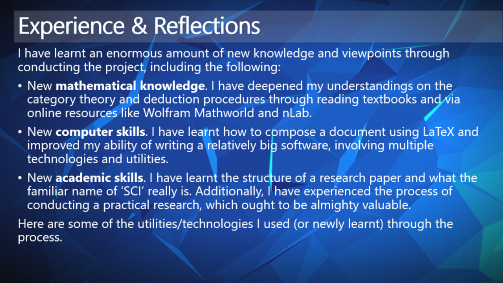 Experience & Reflections
I have learnt an enormous amount of new knowledge and viewpoints through
conducting the project, including the following:
• New mathematical knowledge. I have deepened my understandings on the
category theory and deduction procedures through reading textbooks and via
online resources like Wolfram Mathworld and nLab.
• New computer skills. I have learnt how to compose a document using LaTeX and
improved my ability of writing a relatively big software, involving multiple
technologies and utilities.
• New academic skills. I have learnt the structure of a research paper and what the
familiar name of ‘SCI’ really is. Additionally, I have experienced the process of
conducting a practical research, which ought to be almighty valuable.
Here are some of the utilities/technologies I used (or newly learnt) through the
process.